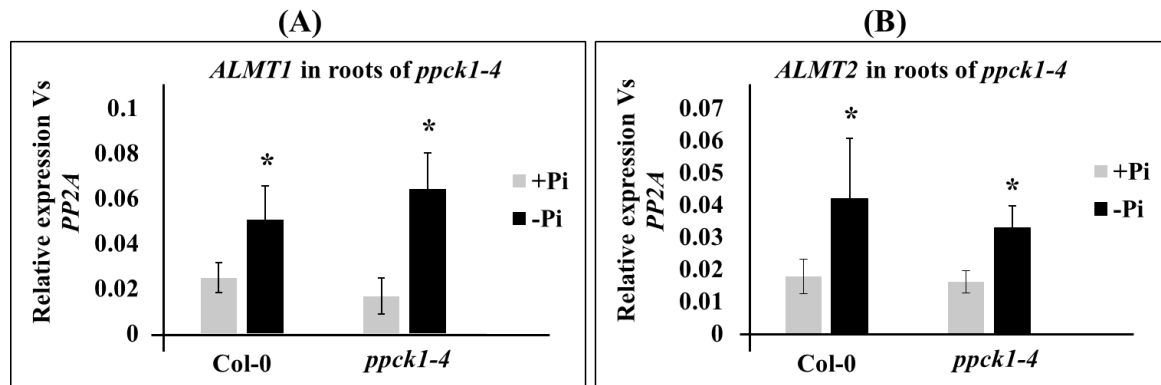 (A)
ALMT1 in roots of ppck1-4
Relative expression Vs
PP2A
0.1
0.08
0.06
0.04
0.02
0
*
*
+Pi
-Pi
Col-0
ppck1-4
(B)
ALMT2 in roots of ppck1-4
Relative expression Vs
PP2A
0.07
0.06
0.05
0.04
0.03
0.02
0.01
0
*
*
+Pi
-Pi
Col-0
ppck1-4